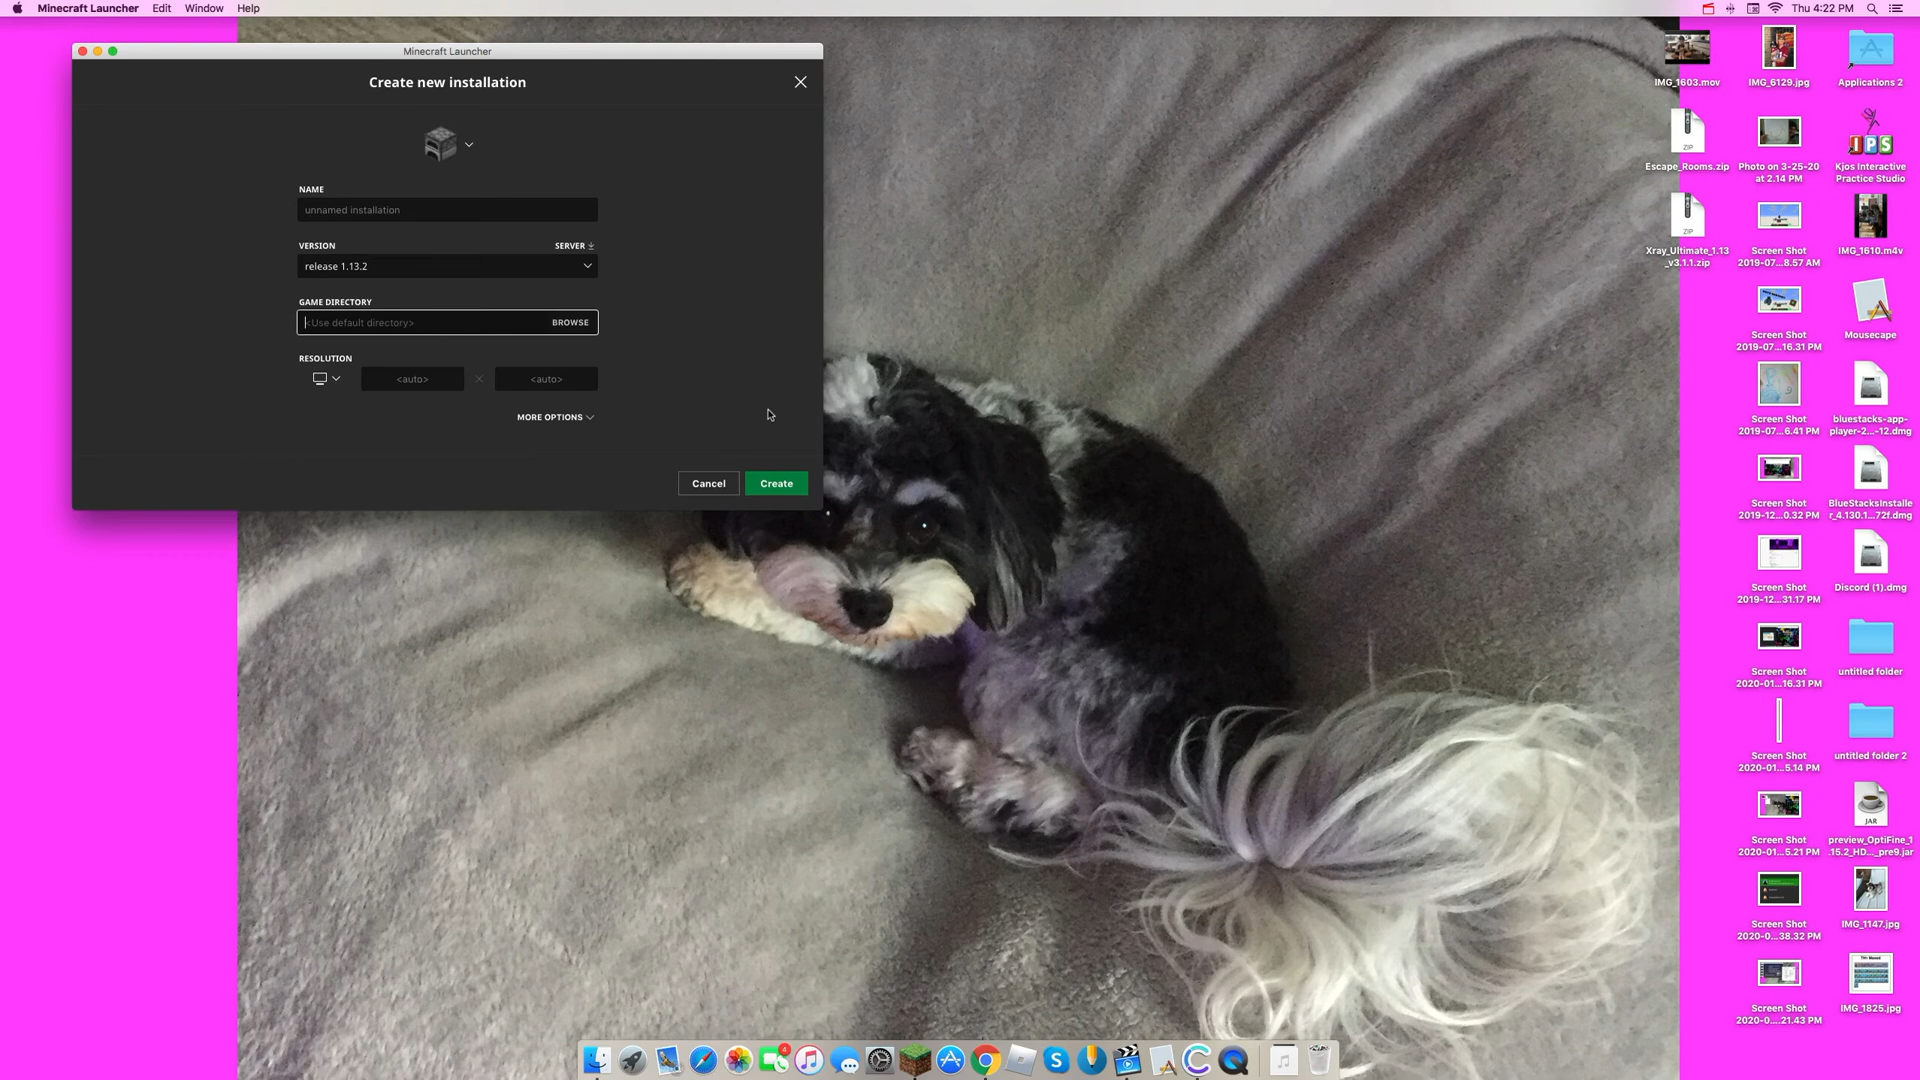 Minecraft Launcher Edit Window Help
Thu 4:22 PM
Minecraft Launcher
Create new installation
NAME
unnamed installation
VERSION
SERVER
release 1.13.2
GAME DIRECTORY
<Use default directory>
BROWSE
RESOLUTION
<auto>
<auto>
MORE OPTIONS
Cancel
Create
IMG_1603.mov
IMG_6129.jpg
Applications 2
ZIP
Escape_Rooms.zip
Photo on 3-25-20
at 2.14 PM
IPS
Kjos Interactive
Practice Studio
ZIP
Xray_Ultimate_1.13
_v3.1.1.zip
Screen Shot
2019-07...8.57 AM
IMG_1610.m4v
Screen Shot
2019-07...16.31 PM
Mousecape
Screen Shot
2019-07...6.41 PM
bluestacks-app-
player-2...-12.dmg
Screen Shot
2019-12...0.32 PM
BlueStacksInstalle
r_4.130.1...72f.dmg
Screen Shot
2019-12...31.17 PM
Discord (1).dmg
Screen Shot
2020-01...16.31 PM
untitled folder
Screen Shot
2020-01...5.14 PM
untitled folder 2
Screen Shot
2020-01...5.21 PM
JAR
preview_OptiFine_1
.15.2_HD..._pre9.jar
Screen Shot
2020-0...38.32 PM
IMG_1147.jpg
Screen Shot
2020-0....21.43 PM
IMG_1825.jpg
4